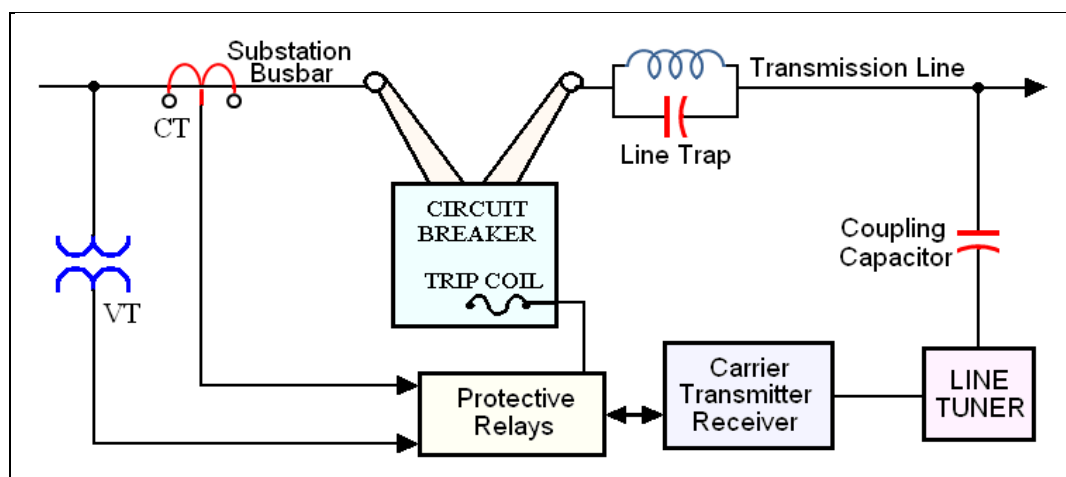 Substation
Busbar
CT
Transmission Line
Line Trap
CIRCUIT
BREAKER
TRIP COIL
Coupling
Capacitor
VT
Protective
Relays
Carrier
Transmitter
Receiver
LINE
TUNER